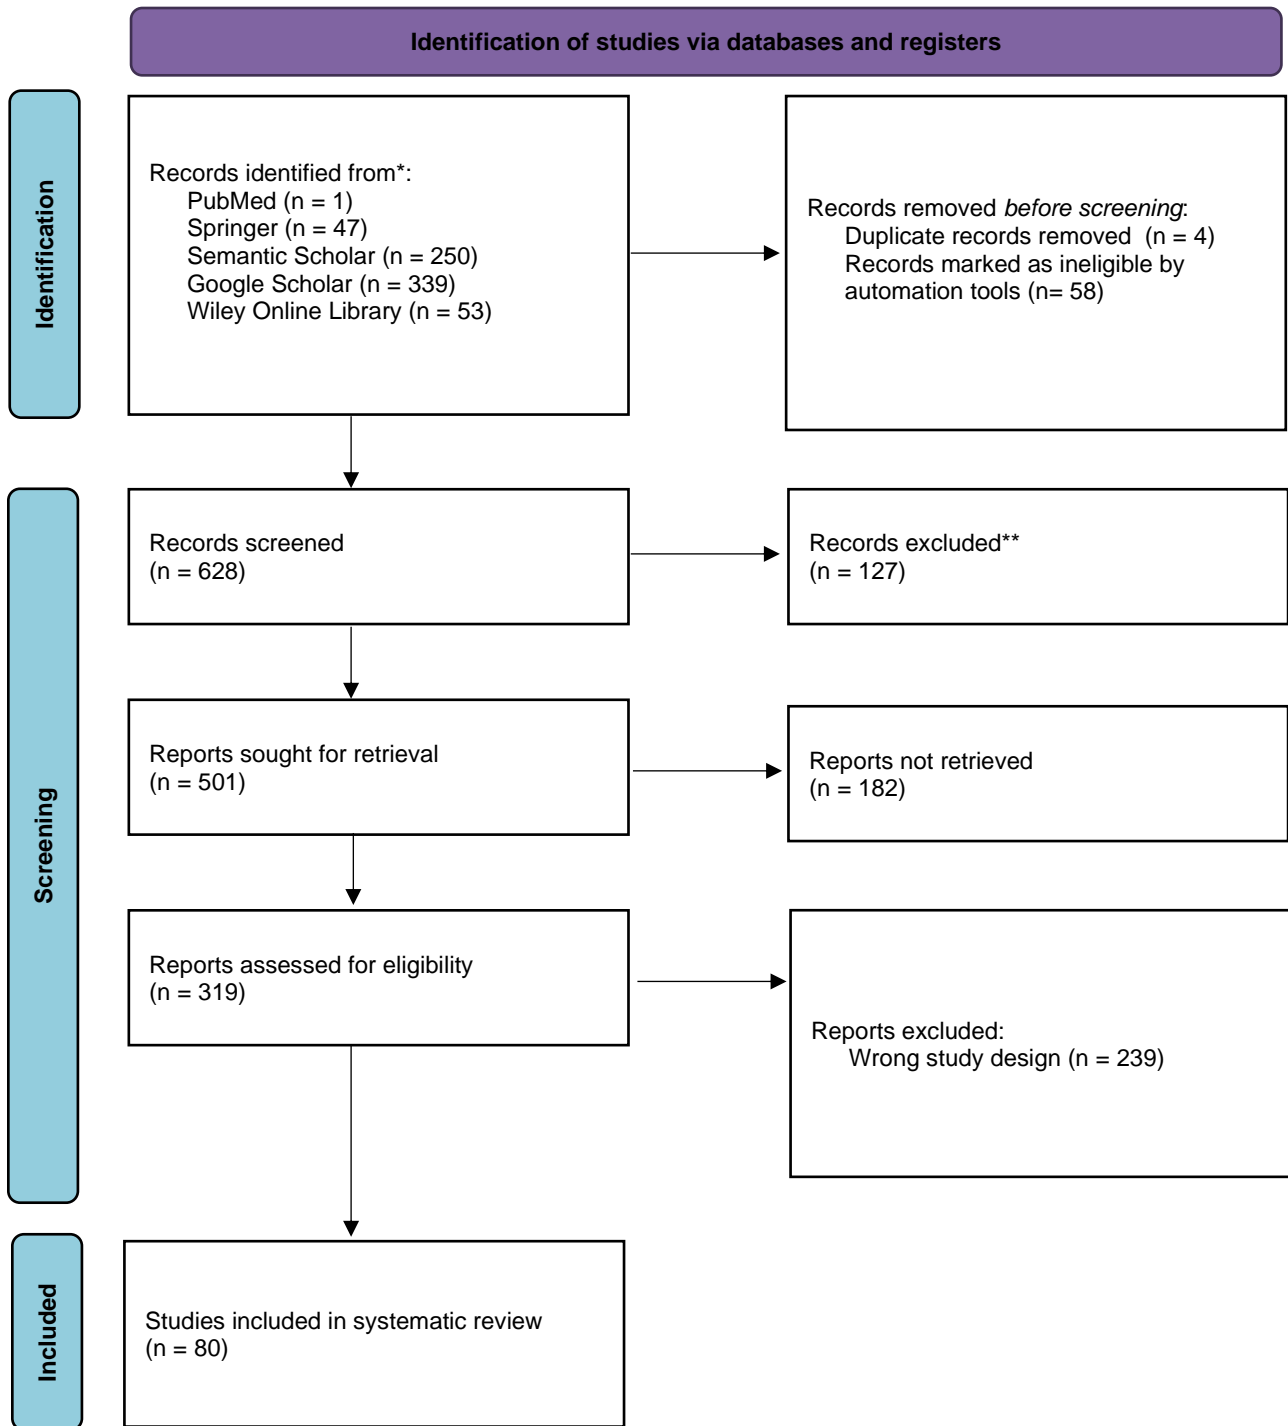 Identification of studies via databases and registers
Identification
Records identified from*:
PubMed (n = 1)
Springer (n = 47)
Semantic Scholar (n = 250)
Google Scholar (n = 339)
Wiley Online Library (n = 53)
Records removed before screening:
Duplicate records removed  (n = 4)
Records marked as ineligible by
automation tools (n= 58)
Screening
Records screened
(n = 628)
Records excluded**
(n = 127)
Reports sought for retrieval
(n = 501)
Reports not retrieved
(n = 182)
Reports assessed for eligibility
(n = 319)
Reports excluded:
Wrong study design (n = 239)
Included
Studies included in systematic review
(n = 80)